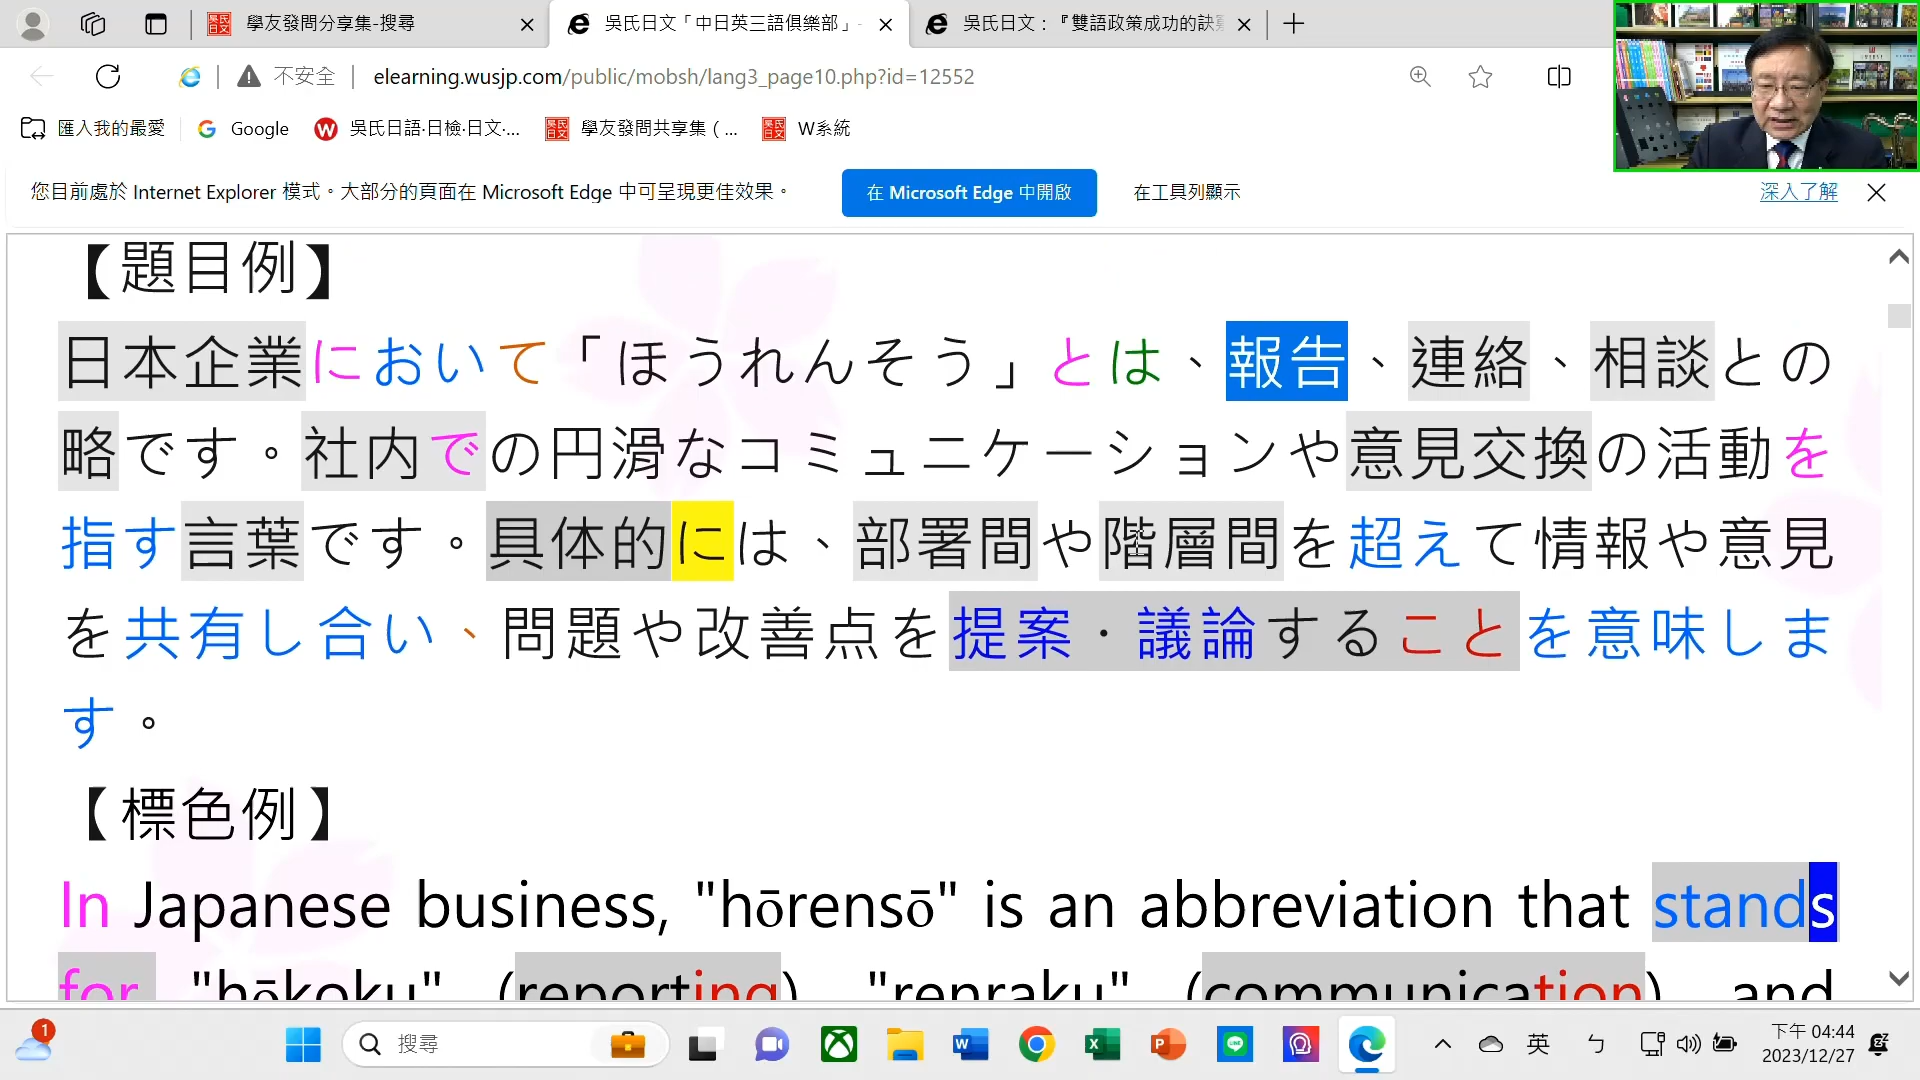 學友發問分享集-搜尋
吳氏日文「中日英三語俱樂部」-
吳氏日文：『雙語政策成功的訣
不安全
elearning.wusjp.com/public/mobsh/lang3_page10.php?id=12552
匯入我的最愛
Google
吳氏日語·日檢·日文·...
學友發問共享集 ( ...
W系統
您目前處於 Internet Explorer 模式。大部分的頁面在 Microsoft Edge 中可呈現更佳效果。
在 Microsoft Edge 中開啟
在工具列顯示
深入了解
【題目例】
日本企業において「ほうれんそう」とは、報告、連絡、相談との
略です。社内での円滑なコミュニケーションや意見交換の活動を
指す言葉です。具体的には、部署間や階層間を超えて情報や意見
を共有し合い、問題や改善点を提案・議論することを意味しま
す。
【標色例】
In Japanese business, "hōrensō" is an abbreviation that stands
for "hōkoku" (reporting), "renraku" (communication), and
1
搜尋
英
ㄅ
下午 04:44
2023/12/27